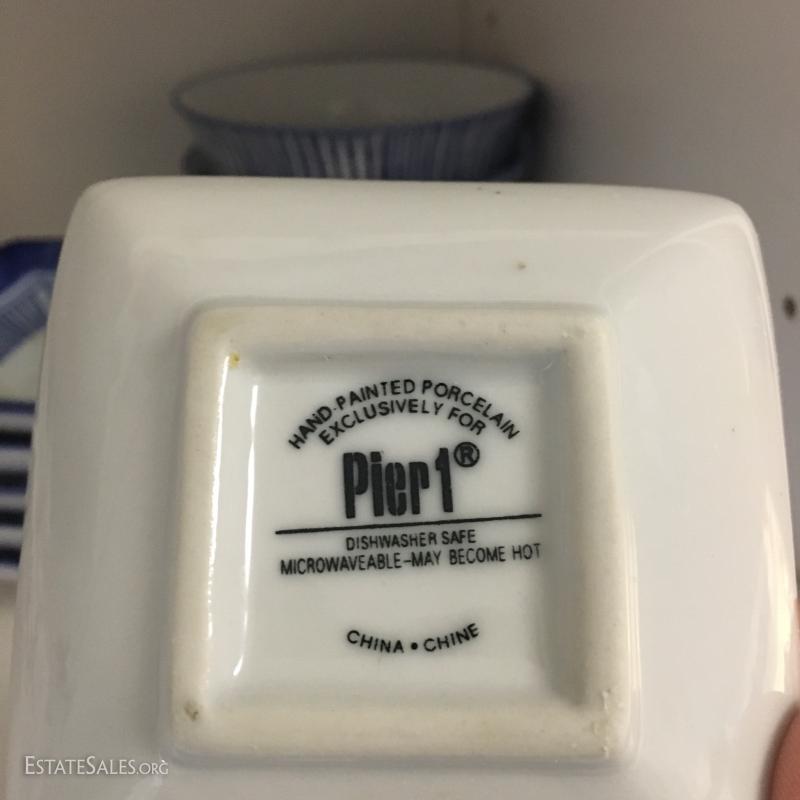 HAND-PAINTED PORCELAIN
EXCLUSIVELY FOR
Pier 1®
DISHWASHER SAFE
MICROWAVEABLE-MAY BECOME HOT
CHINA • CHINE
ESTATESALES.ORG